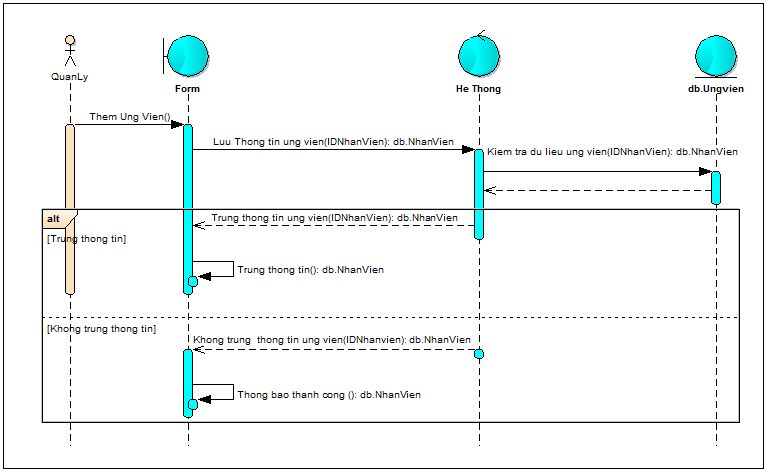 QuanLy
Form
He Thong
db.Ungvien
Them Ung Vien()
Luu Thong tin ung vien(IDNhanVien): db.NhanVien
Kiem tra du lieu ung vien(IDNhanVien): db.NhanVien
alt
Trung thong tin ung vien(IDNhanVien): db.NhanVien
[Trung thong tin]
Trung thong tin(): db.NhanVien
[Khong trung thong tin]
Khong trung  thong tin ung vien(IDNhanvien): db.NhanVien
Thong bao thanh cong (): db.NhanVien